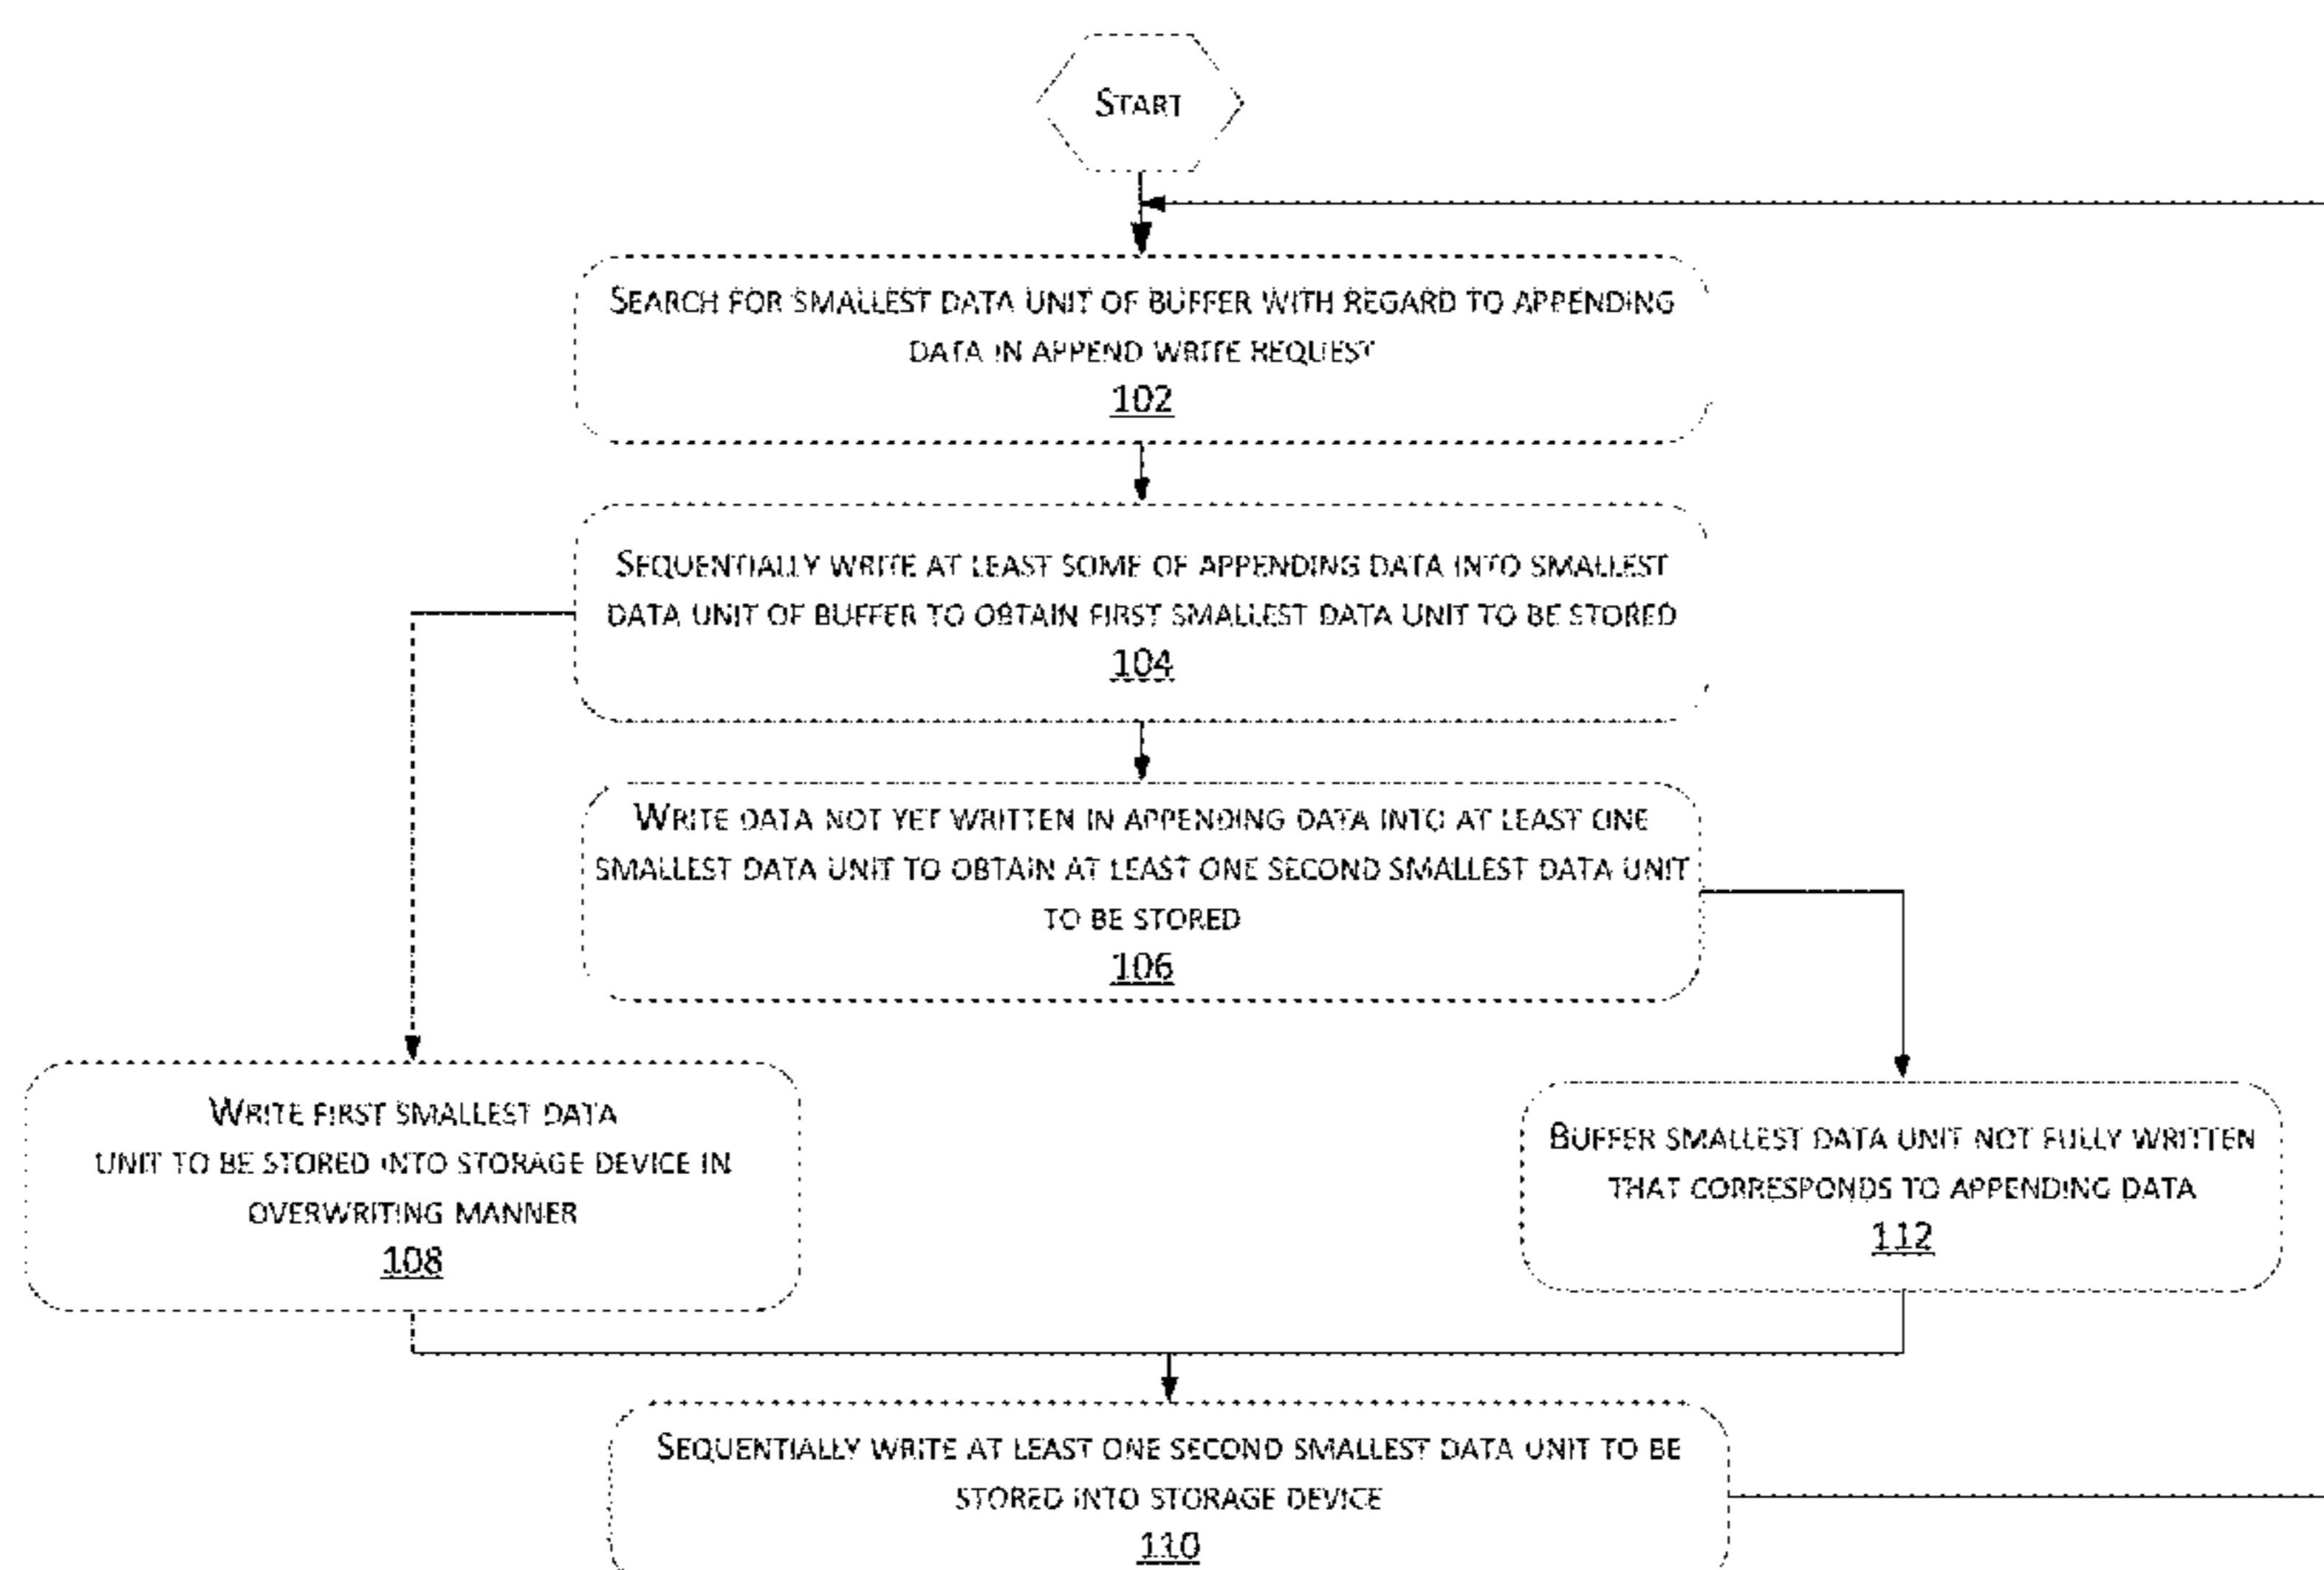 START
SEARCH FOR SMALLEST DATA UNIT OF BUFFER WITH REGARD TO APPENDING
DATA IN APPEND WRITE REQUEST
102
SEQUENTIALLY WRITE AT LEAST SOME OF APPENDING DATA INTO SMALLEST
DATA UNIT OF BUFFER TO OBTAIN FIRST SMALLEST DATA UNIT TO BE STORED
104
WRITE DATA NOT YET WRITTEN IN APPENDING DATA INTO AT LEAST ONE
SMALLEST DATA UNIT TO OBTAIN AT LEAST ONE SECOND SMALLEST DATA UNIT
TO BE STORED
106
WRITE FIRST SMALLEST DATA
UNIT TO BE STORED INTO STORAGE DEVICE IN
OVERWRITING MANNER
108
BUFFER SMALLEST DATA UNIT NOT FULLY WRITTEN
THAT CORRESPONDS TO APPENDING DATA
112
SEQUENTIALLY WRITE AT LEAST ONE SECOND SMALLEST DATA UNIT TO BE
STORED INTO STORAGE DEVICE
110